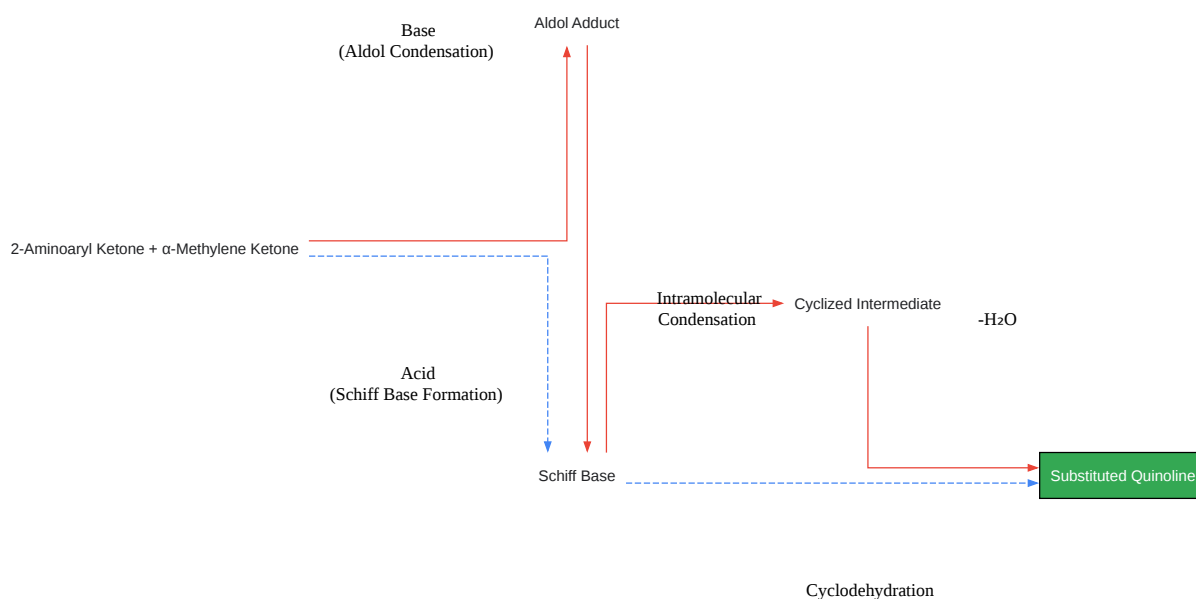 Aldol Adduct
Base
(Aldol Condensation)
2-Aminoaryl Ketone + α-Methylene Ketone
Intramolecular
Condensation
Cyclized Intermediate
-H₂O
Acid
(Schiff Base Formation)
Schiff Base
Substituted Quinoline
Cyclodehydration